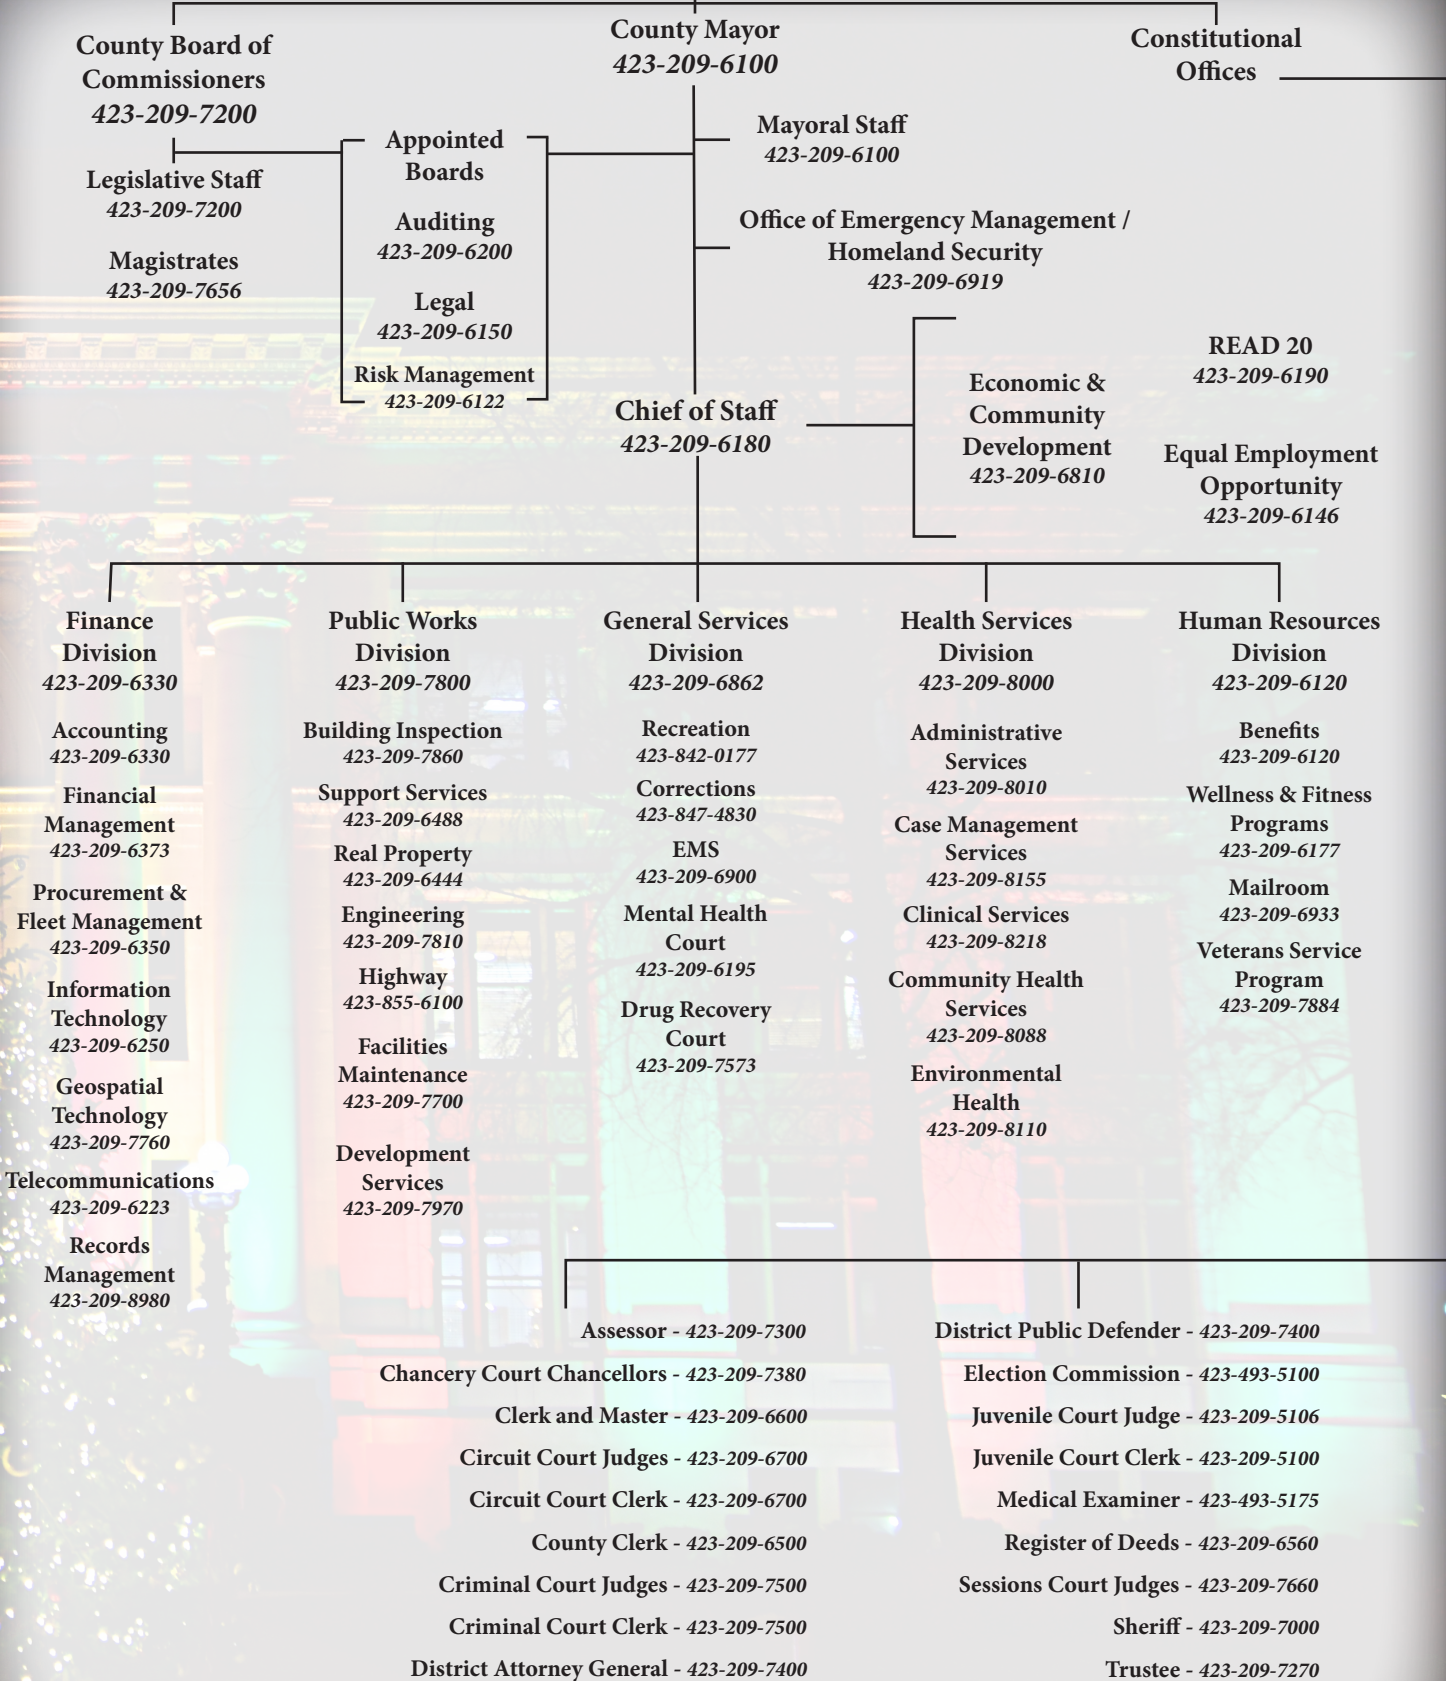 County Board of
Commissioners
423-209-7200
County Mayor
423-209-6100
Constitutional
Offices
Legislative Staff
423-209-7200
Magistrates
423-209-7656
Appointed
Boards
Auditing
423-209-6200
Legal
423-209-6150
Risk Management
423-209-6122
Mayoral Staff
423-209-6100
Office of Emergency Management /
Homeland Security
423-209-6919
Chief of Staff
423-209-6180
Economic &
Community
Development
423-209-6810
READ 20
423-209-6190
Equal Employment
Opportunity
423-209-6146
Finance
Division
423-209-6330
Accounting
423-209-6330
Financial
Management
423-209-6373
Procurement &
Fleet Management
423-209-6350
Information
Technology
423-209-6250
Geospatial
Technology
423-209-7760
Telecommunications
423-209-6223
Records
Management
423-209-8980
Public Works
Division
423-209-7800
Building Inspection
423-209-7860
Support Services
423-209-6488
Real Property
423-209-6444
Engineering
423-209-7810
Highway
423-855-6100
Facilities
Maintenance
423-209-7700
Development
Services
423-209-7970
General Services
Division
423-209-6862
Recreation
423-842-0177
Corrections
423-847-4830
EMS
423-209-6900
Mental Health
Court
423-209-6195
Drug Recovery
Court
423-209-7573
Health Services
Division
423-209-8000
Administrative
Services
423-209-8010
Case Management
Services
423-209-8155
Clinical Services
423-209-8218
Community Health
Services
423-209-8088
Environmental
Health
423-209-8110
Human Resources
Division
423-209-6120
Benefits
423-209-6120
Wellness & Fitness
Programs
423-209-6177
Mailroom
423-209-6933
Veterans Service
Program
423-209-7884
Assessor - 423-209-7300
Chancery Court Chancellors - 423-209-7380
Clerk and Master - 423-209-6600
Circuit Court Judges - 423-209-6700
Circuit Court Clerk - 423-209-6700
County Clerk - 423-209-6500
Criminal Court Judges - 423-209-7500
Criminal Court Clerk - 423-209-7500
District Attorney General - 423-209-7400
District Public Defender - 423-209-7400
Election Commission - 423-493-5100
Juvenile Court Judge - 423-209-5106
Juvenile Court Clerk - 423-209-5100
Medical Examiner - 423-493-5175
Register of Deeds - 423-209-6560
Sessions Court Judges - 423-209-7660
Sheriff - 423-209-7000
Trustee - 423-209-7270